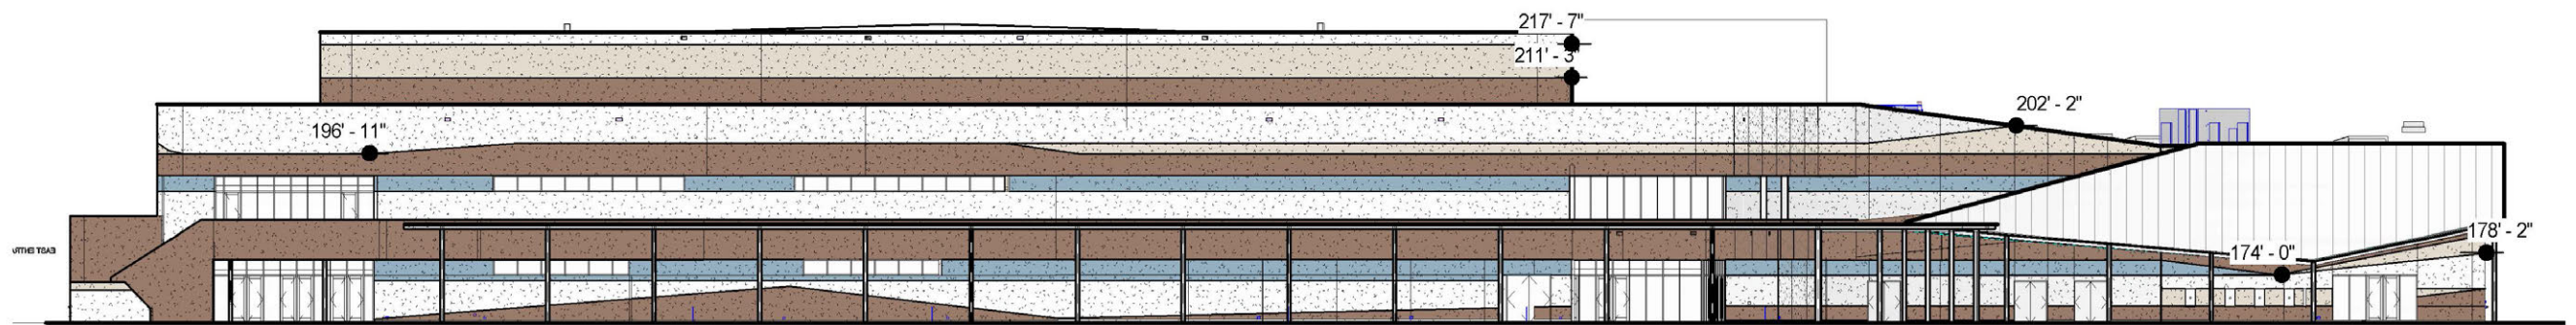 217' - 7"
211' - 3"
202' - 2"
196' - 11"
178' - 2"
174' - 0"